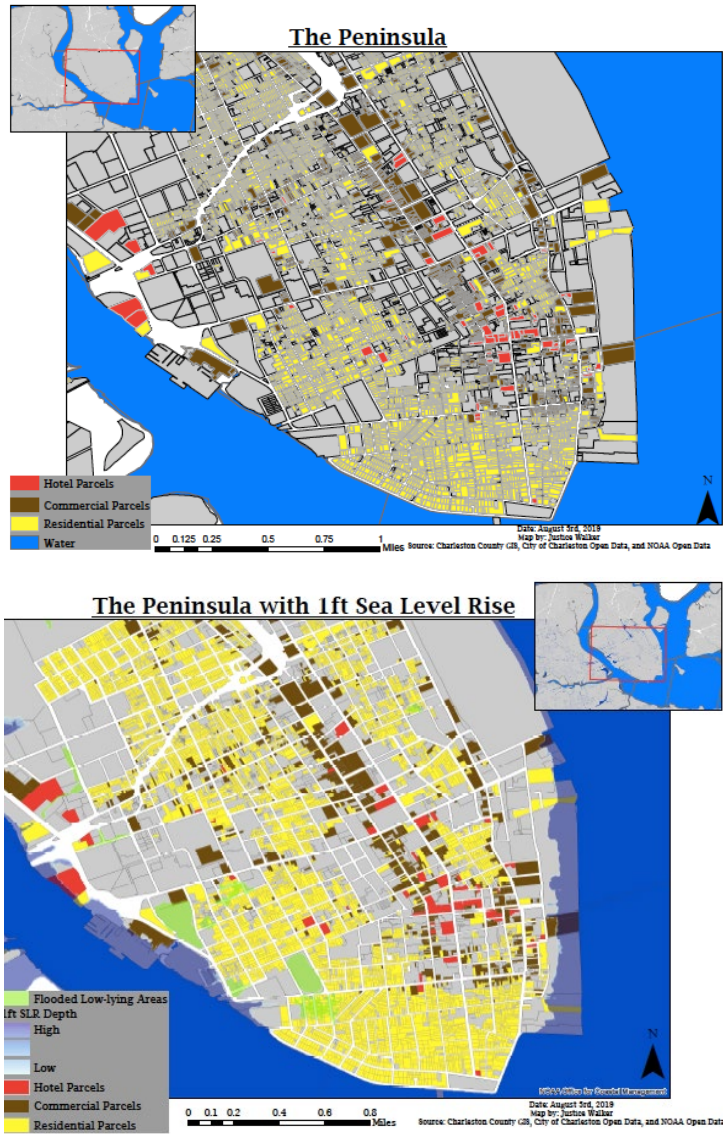 The Peninsula
Hotel Parcels
Commercial Parcels
Residential Parcels
Water
0 0.125 0.25 0.5 0.75 1
Miles
N
Date: August 3rd, 2019
Map by: Justice Walker
Source: Charleston County GIS, City of Charleston Open Data, and NOAA Open Data
The Peninsula with 1ft Sea Level Rise
Flooded Low-lying Areas
1ft SLR Depth
High
Low
Hotel Parcels
Commercial Parcels
Residential Parcels
0 0.1 0.2 0.4 0.6 0.8
Miles
N
NOAA Office for Coastal Management
Date: August 3rd, 2019
Map by: Justice Walker
Source: Charleston County GIS, City of Charleston Open Data, and NOAA Open Data